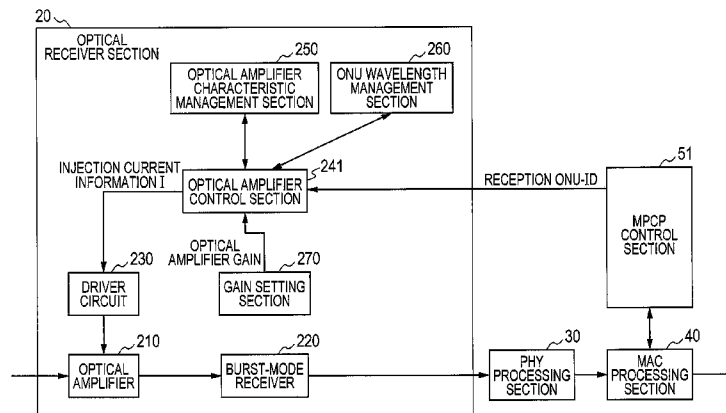 20
OPTICAL
RECEIVER SECTION
250
OPTICAL AMPLIFIER
CHARACTERISTIC
MANAGEMENT SECTION
260
ONU WAVELENGTH
MANAGEMENT
SECTION
INJECTION CURRENT
INFORMATION I
241
OPTICAL AMPLIFIER
CONTROL SECTION
RECEPTION ONU-ID
51
MPCP
CONTROL
SECTION
OPTICAL
AMPLIFIER GAIN
230
DRIVER
CIRCUIT
270
GAIN SETTING
SECTION
210
OPTICAL
AMPLIFIER
220
BURST-MODE
RECEIVER
30
PHY
PROCESSING
SECTION
40
MAC
PROCESSING
SECTION